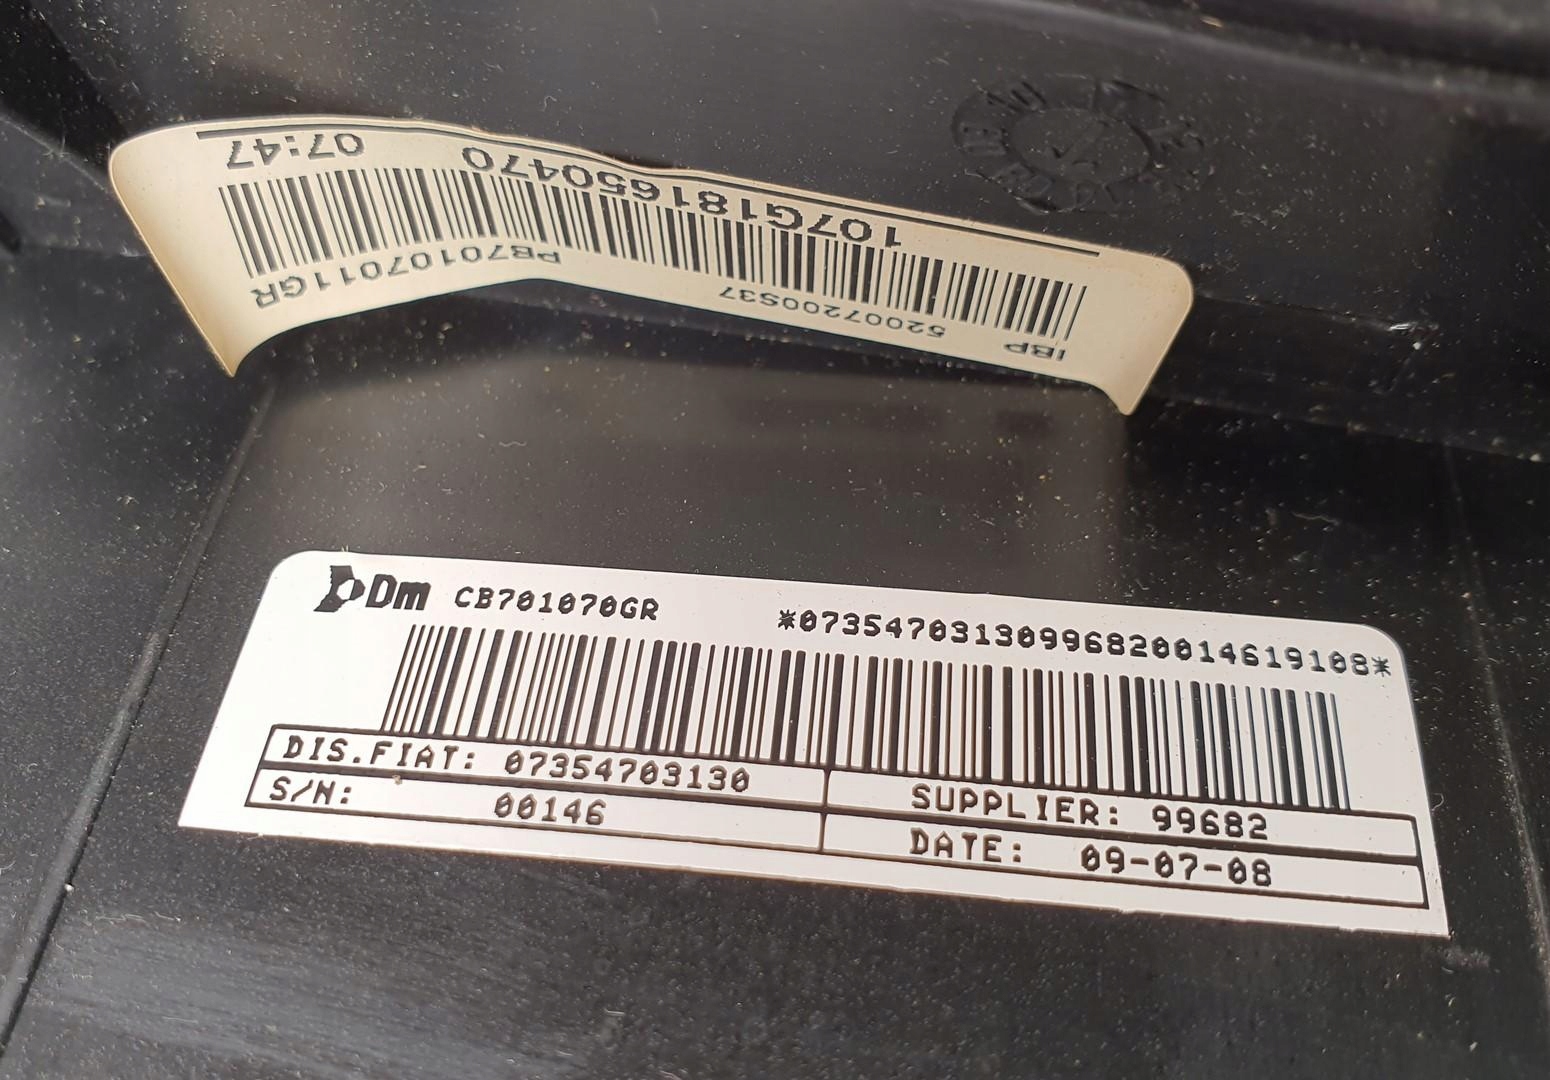 IBP 52007200S37 PB70107011GR
107G181650470 07:47
Dm CB701070GR *07354703130996820014619108*
DIS.FIAT: 07354703130 SUPPLIER: 99682
S/N: 00146 DATE: 09-07-08